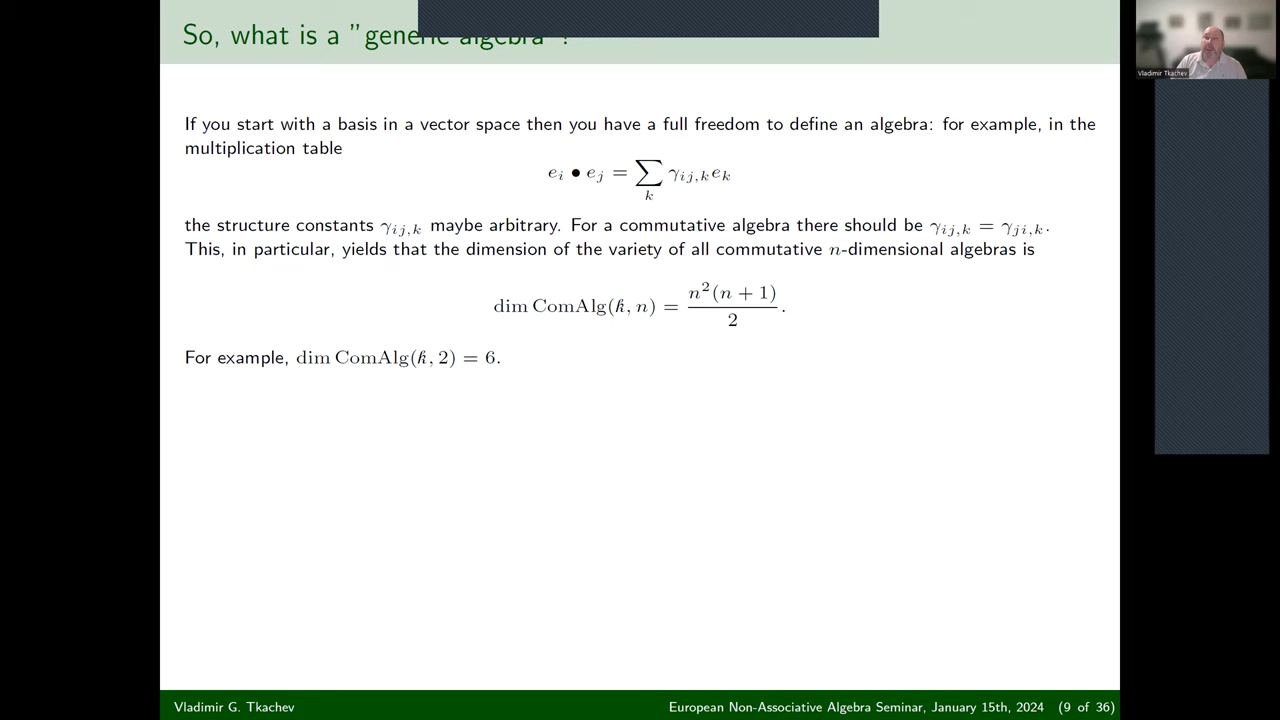 So, what is a "generic algebra"?
If you start with a basis in a vector space then you have a full freedom to define an algebra: for example, in the
multiplication table
e_i • e_j = ∑_k γ_{ij,k} e_k
the structure constants γ_{ij,k} maybe arbitrary. For a commutative algebra there should be γ_{ij,k} = γ_{ji,k}.
This, in particular, yields that the dimension of the variety of all commutative n-dimensional algebras is
dim ComAlg(𝓀, n) = n²(n + 1) / 2.
For example, dim ComAlg(𝓀, 2) = 6.
Vladimir G. Tkachev
European Non-Associative Algebra Seminar, January 15th, 2024 (9 of 36)
Vladimir Tkachev